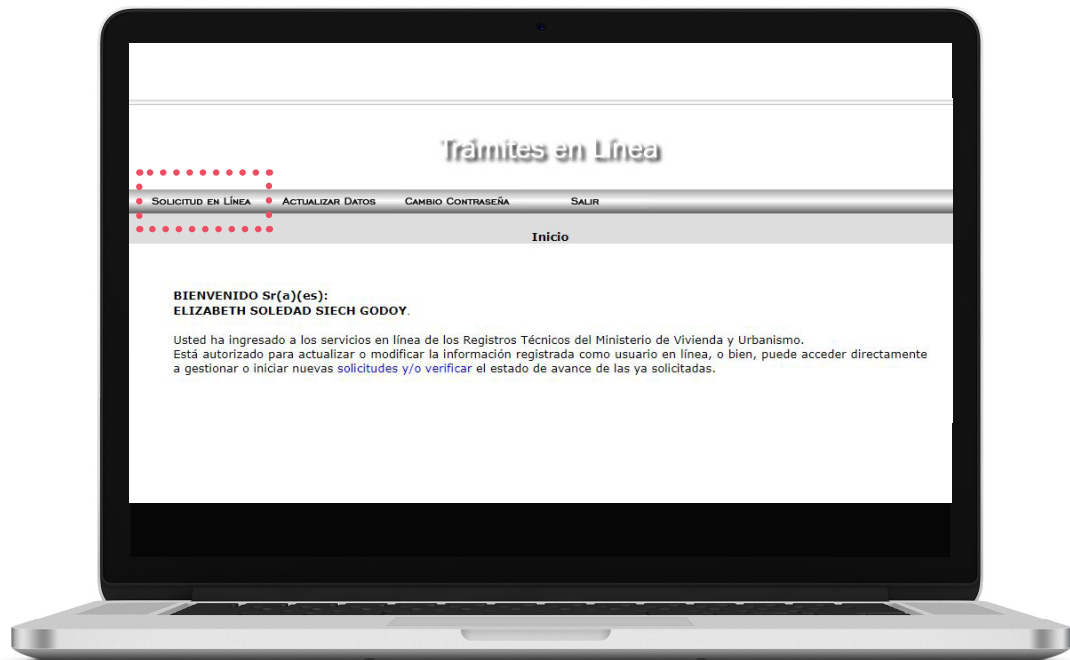 Trámites en Línea
Solicitud en Línea Actualizar Datos Cambio Contraseña Salir
Inicio
BIENVENIDO Sr(a)(es):
ELIZABETH SOLEDAD SIECH GODOY.
Usted ha ingresado a los servicios en línea de los Registros Técnicos del Ministerio de Vivienda y Urbanismo.
Está autorizado para actualizar o modificar la información registrada como usuario en línea, o bien, puede acceder directamente
a gestionar o iniciar nuevas solicitudes y/o verificar el estado de avance de las ya solicitadas.